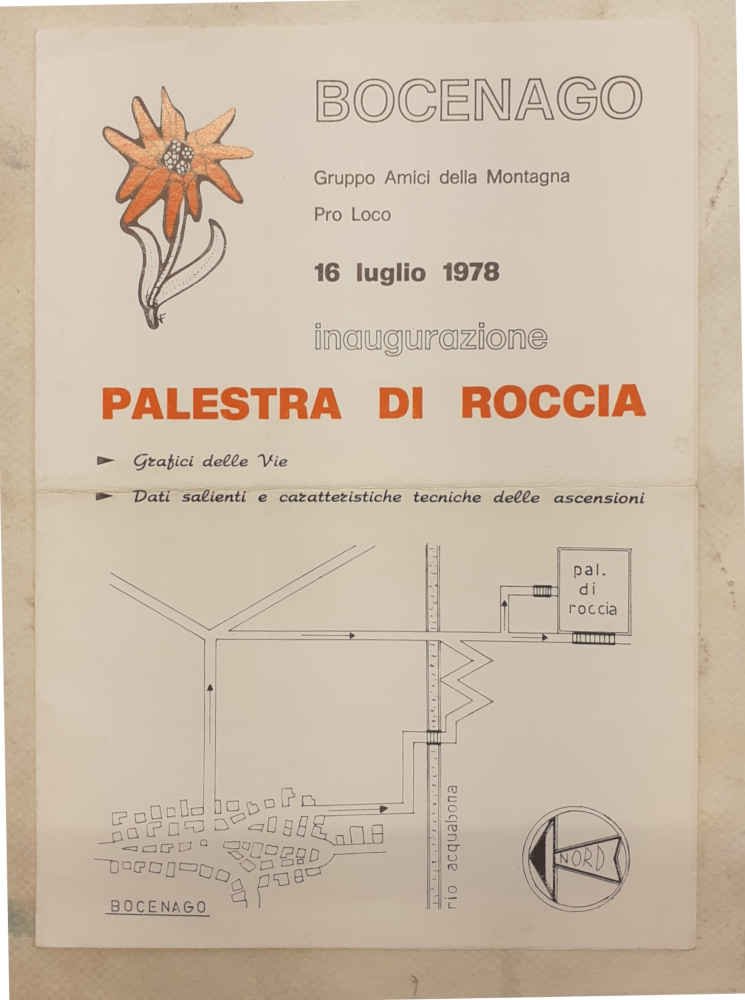 BOCENAGO
Gruppo Amici della Montagna
Pro Loco
16 luglio 1978
inaugurazione
PALESTRA DI ROCCIA
Grafici delle Vie
Dati salienti e caratteristiche tecniche delle ascensioni
pal.
di
roccia
rio acquabona
NORD
BOCENAGO